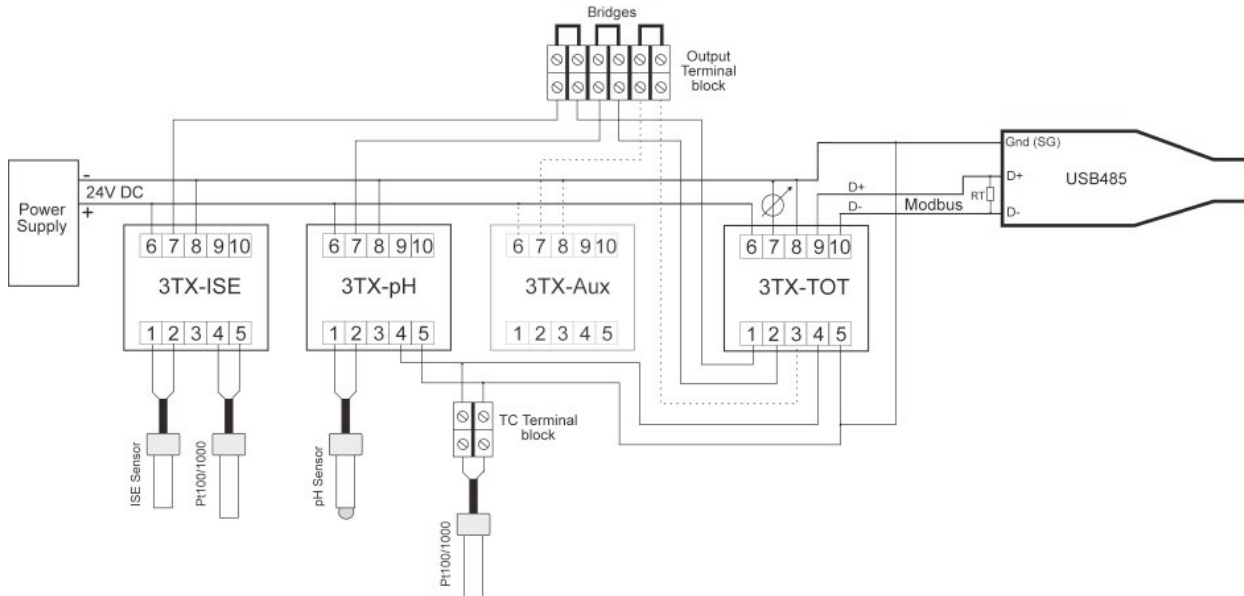 Bridges
Output
Terminal
block
Power
Supply
-
24V DC
+
6 7 8 9 10
3TX-ISE
1 2 3 4 5
6 7 8 9 10
3TX-pH
1 2 3 4 5
6 7 8 9 10
3TX-Aux
1 2 3 4 5
6 7 8 9 10
3TX-TOT
1 2 3 4 5
D+
Modbus
D-
Gnd (SG)
D+
RT
D-
USB485
ISE Sensor
Pt100/1000
pH Sensor
TC Terminal
block
Pt100/1000